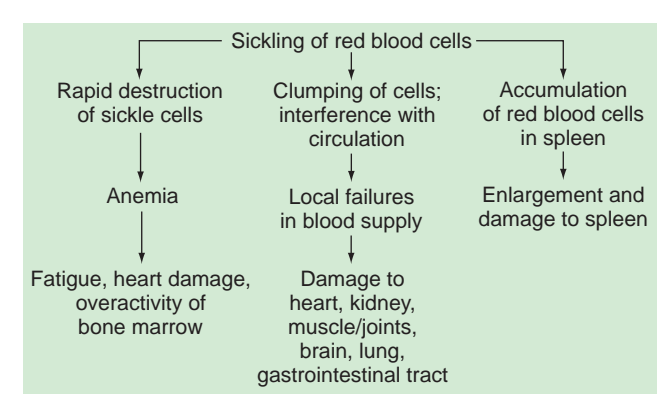 Sickling of red blood cells
Rapid destruction
of sickle cells
Anemia
Fatigue, heart damage,
overactivity of
bone marrow
Clumping of cells;
interference with
circulation
Local failures
in blood supply
Damage to
heart, kidney,
muscle/joints,
brain, lung,
gastrointestinal tract
Accumulation
of red blood cells
in spleen
Enlargement and
damage to spleen